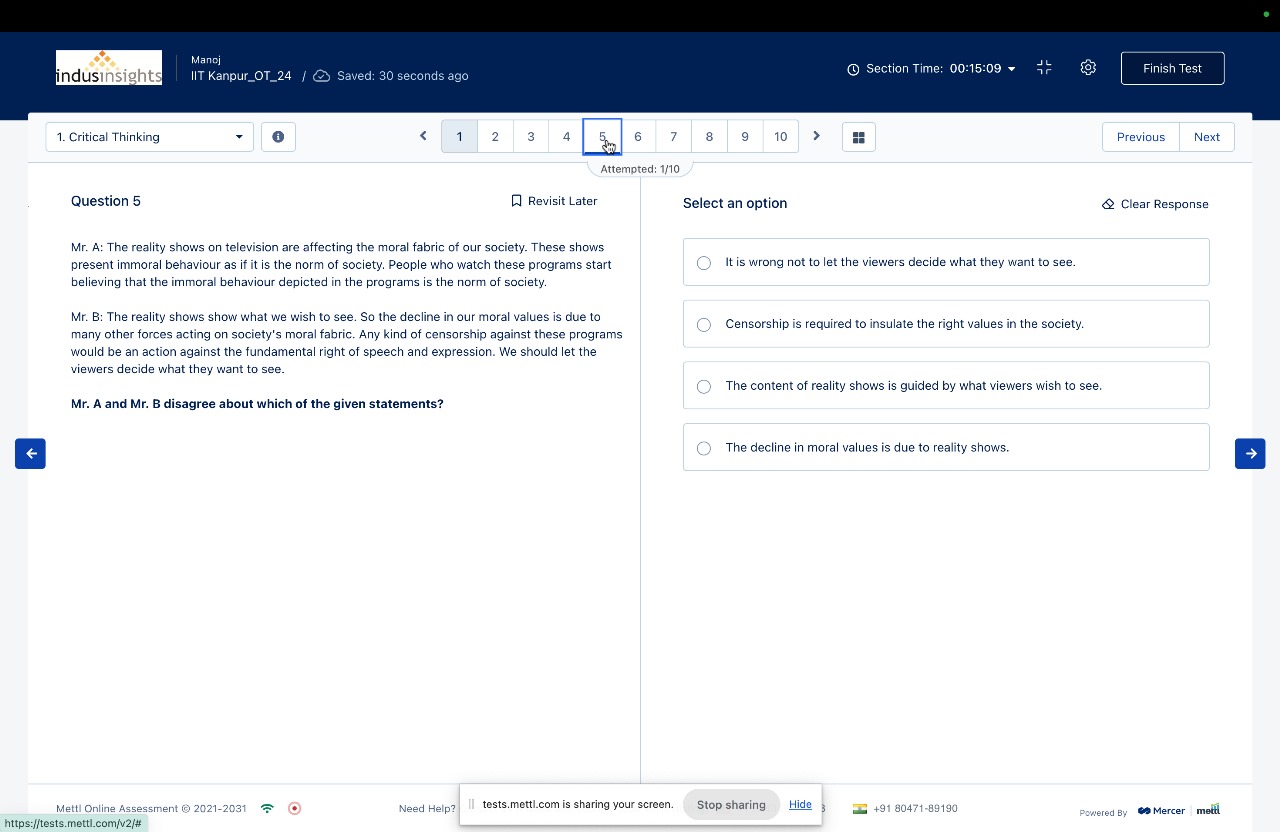 indusinsights
Manoj
IIT Kanpur_OT_24 / Saved: 30 seconds ago
Section Time: 00:15:09
Finish Test
1. Critical Thinking
1 2 3 4 5 6 7 8 9 10
Previous Next
Attempted: 1/10
Question 5
Revisit Later
Mr. A: The reality shows on television are affecting the moral fabric of our society. These shows
present immoral behaviour as if it is the norm of society. People who watch these programs start
believing that the immoral behaviour depicted in the programs is the norm of society.
Mr. B: The reality shows show what we wish to see. So the decline in our moral values is due to
many other forces acting on society's moral fabric. Any kind of censorship against these programs
would be an action against the fundamental right of speech and expression. We should let the
viewers decide what they want to see.
Mr. A and Mr. B disagree about which of the given statements?
Select an option
Clear Response
It is wrong not to let the viewers decide what they want to see.
Censorship is required to insulate the right values in the society.
The content of reality shows is guided by what viewers wish to see.
The decline in moral values is due to reality shows.
Mettl Online Assessment © 2021-2031
Need Help?
tests.mettl.com is sharing your screen.
Stop sharing
Hide
3
+91 80471-89190
Powered By Mercer | mettl
https://tests.mettl.com/v2/#